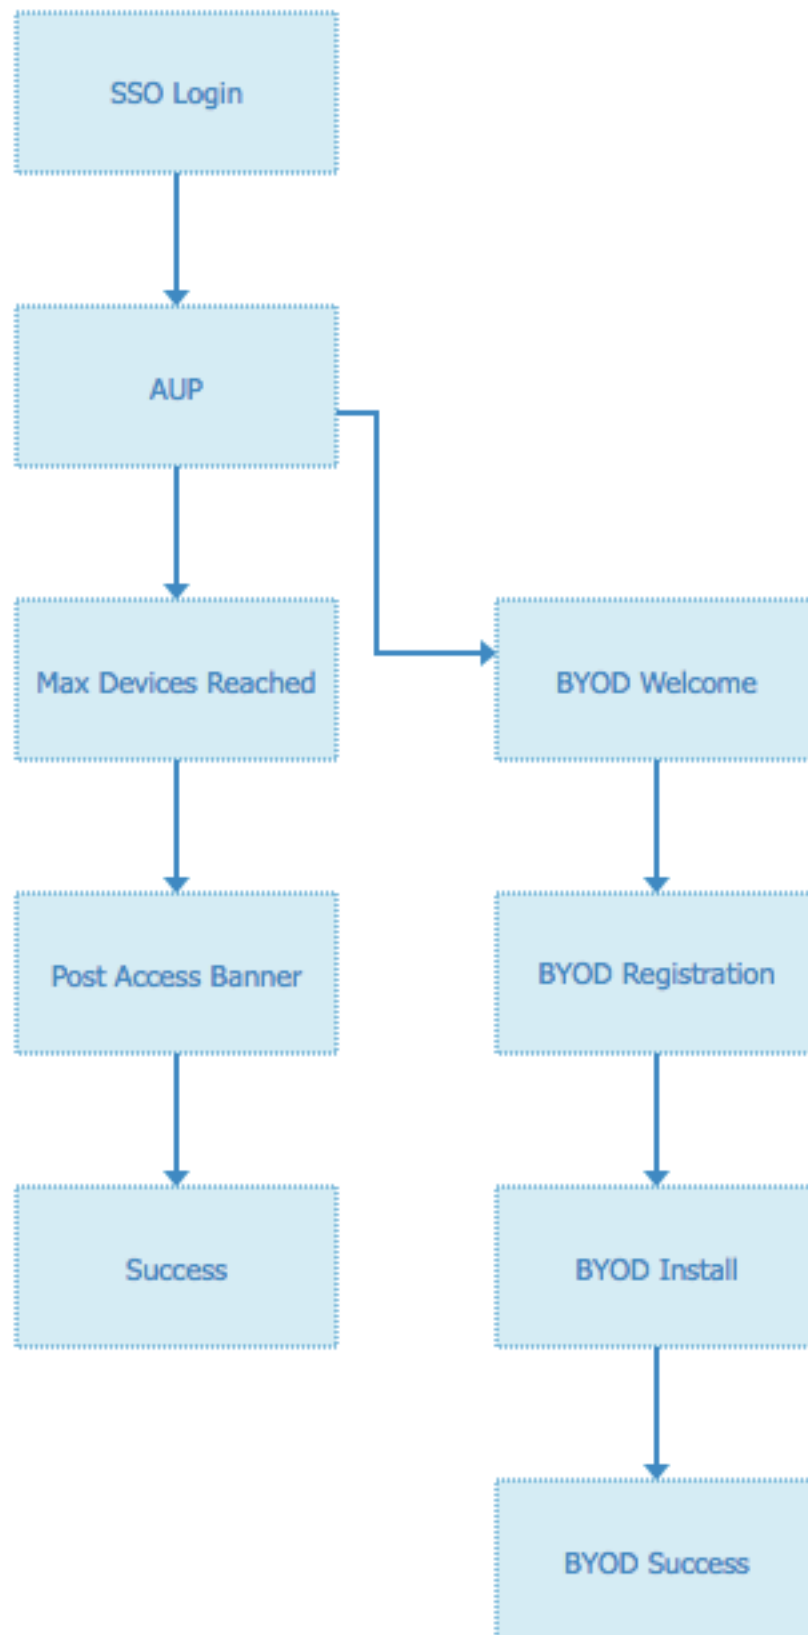 SSO Login
AUP
Max Devices Reached
BYOD Welcome
Post Access Banner
BYOD Registration
Success
BYOD Install
BYOD Success